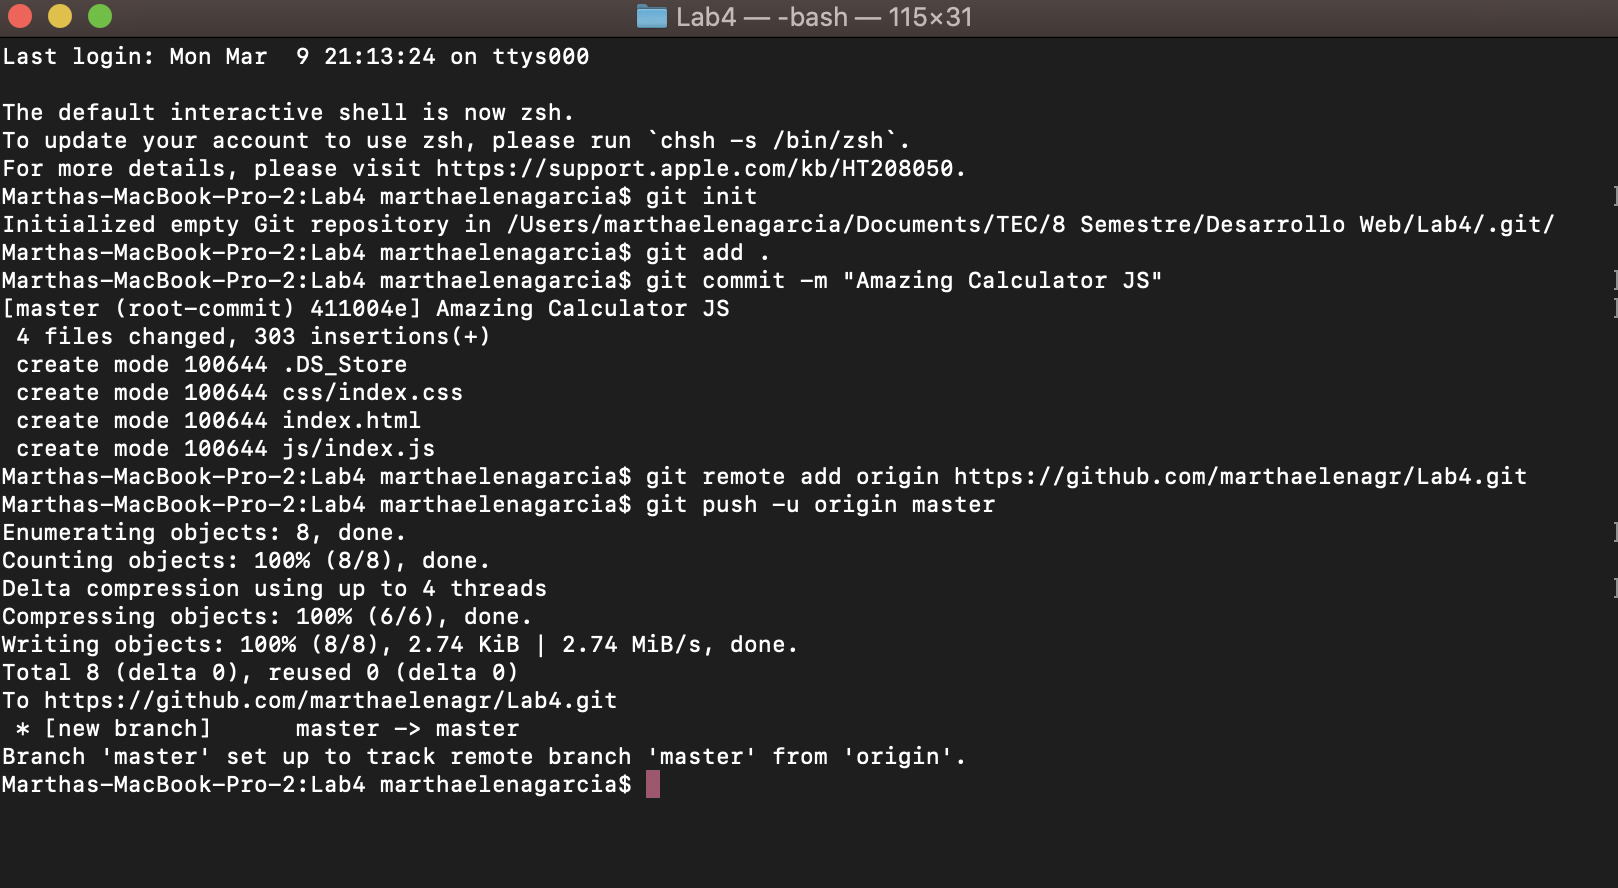 Lab4 — -bash — 115×31
Last login: Mon Mar  9 21:13:24 on ttys000
The default interactive shell is now zsh.
To update your account to use zsh, please run `chsh -s /bin/zsh`.
For more details, please visit https://support.apple.com/kb/HT208050.
Marthas-MacBook-Pro-2:Lab4 marthaelenagarcia$ git init
Initialized empty Git repository in /Users/marthaelenagarcia/Documents/TEC/8 Semestre/Desarrollo Web/Lab4/.git/
Marthas-MacBook-Pro-2:Lab4 marthaelenagarcia$ git add .
Marthas-MacBook-Pro-2:Lab4 marthaelenagarcia$ git commit -m "Amazing Calculator JS"
[master (root-commit) 411004e] Amazing Calculator JS
 4 files changed, 303 insertions(+)
 create mode 100644 .DS_Store
 create mode 100644 css/index.css
 create mode 100644 index.html
 create mode 100644 js/index.js
Marthas-MacBook-Pro-2:Lab4 marthaelenagarcia$ git remote add origin https://github.com/marthaelenagr/Lab4.git
Marthas-MacBook-Pro-2:Lab4 marthaelenagarcia$ git push -u origin master
Enumerating objects: 8, done.
Counting objects: 100% (8/8), done.
Delta compression using up to 4 threads
Compressing objects: 100% (6/6), done.
Writing objects: 100% (8/8), 2.74 KiB | 2.74 MiB/s, done.
Total 8 (delta 0), reused 0 (delta 0)
To https://github.com/marthaelenagr/Lab4.git
 * [new branch]      master -> master
Branch 'master' set up to track remote branch 'master' from 'origin'.
Marthas-MacBook-Pro-2:Lab4 marthaelenagarcia$